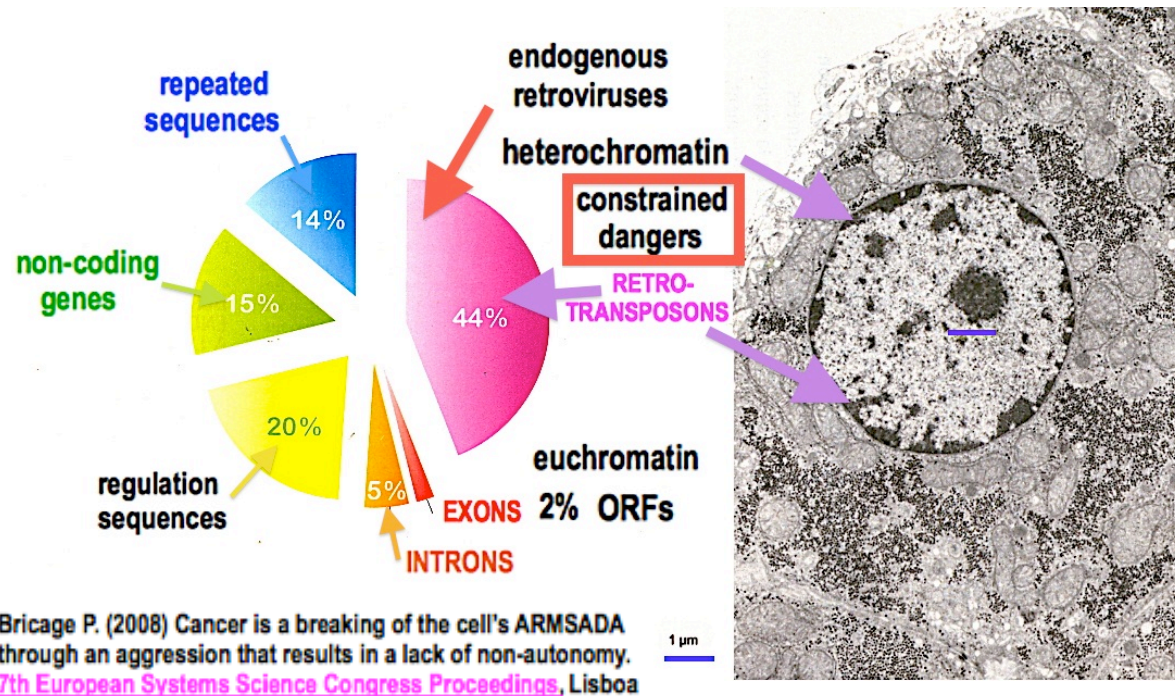 endogenous
retroviruses
repeated
sequences
heterochromatin
constrained
dangers
14%
non-coding
genes
15%
RETRO-
TRANSPOSONS
44%
20%
regulation
sequences
5%
euchromatin
EXONS 2% ORFs
INTRONS
Bricage P. (2008) Cancer is a breaking of the cell's ARMSADA
through an aggression that results in a lack of non-autonomy.
7th European Systems Science Congress Proceedings, Lisboa
1 µm